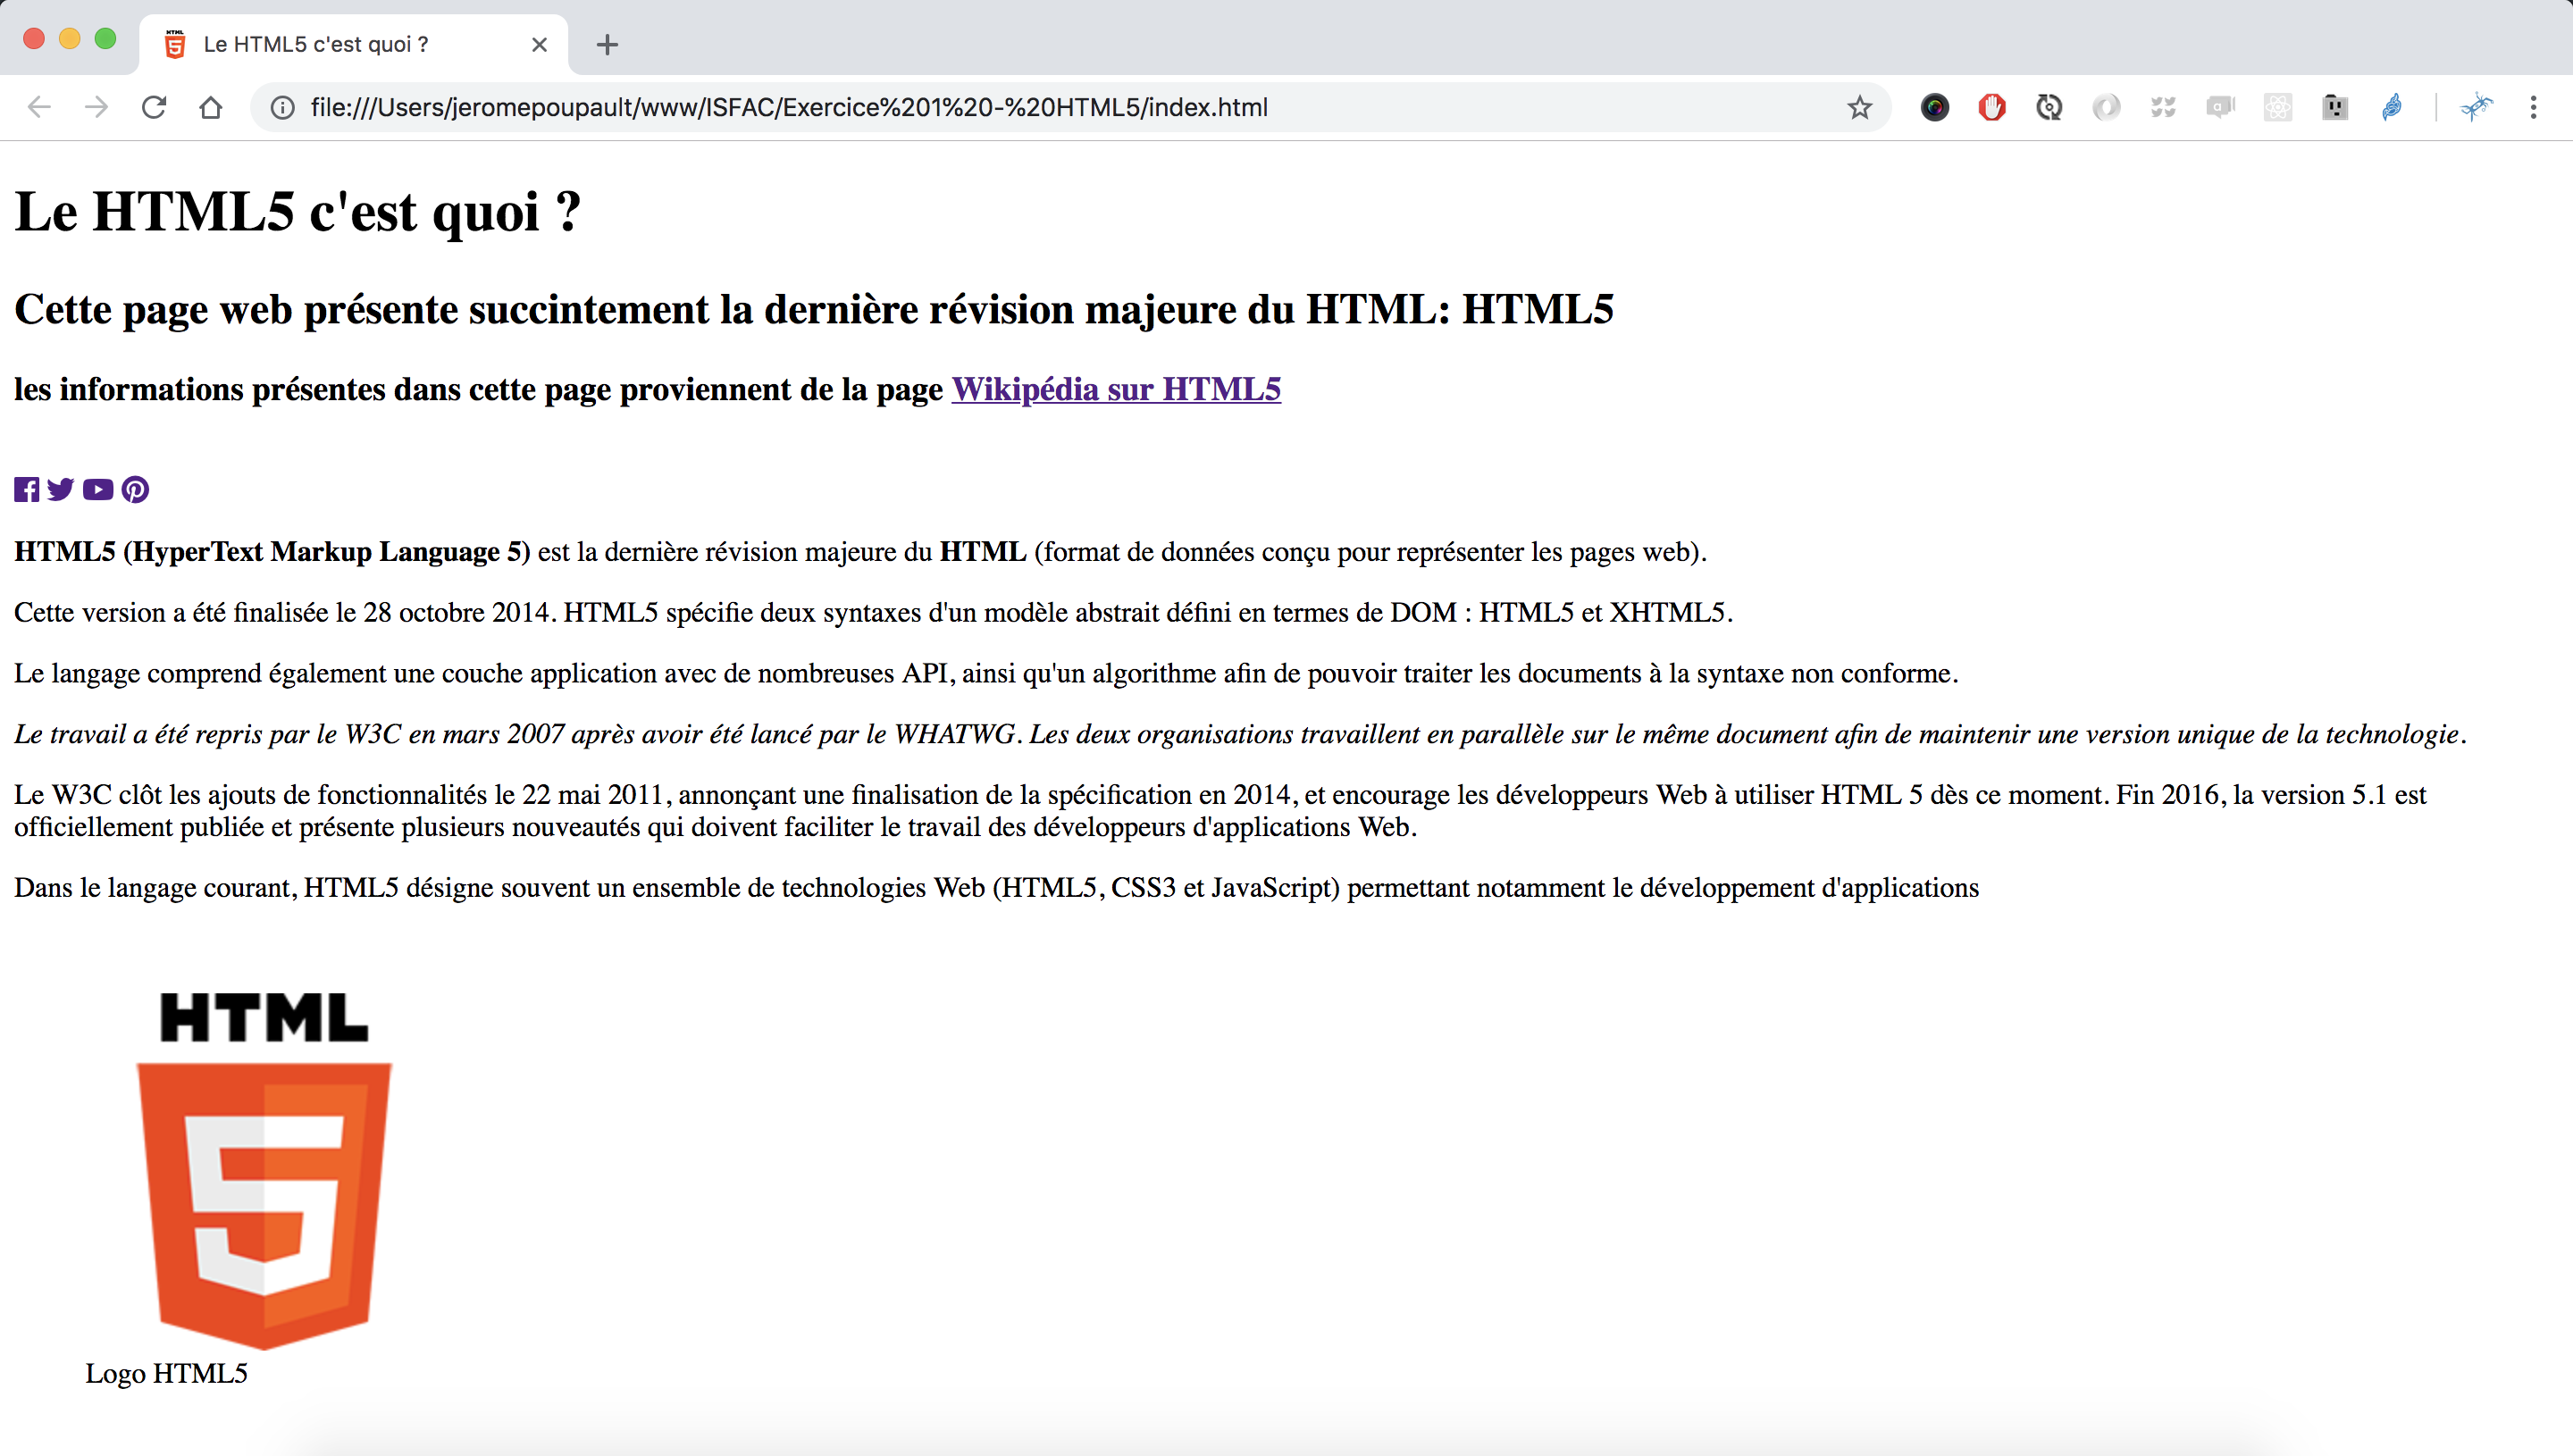 Le HTML5 c'est quoi ?
file:///Users/jeromepoupault/www/ISFAC/Exercice%201%20-%20HTML5/index.html
Le HTML5 c'est quoi ?
Cette page web présente succintement la dernière révision majeure du HTML: HTML5
les informations présentes dans cette page proviennent de la page Wikipédia sur HTML5
HTML5 (HyperText Markup Language 5) est la dernière révision majeure du HTML (format de données conçu pour représenter les pages web).
Cette version a été finalisée le 28 octobre 2014. HTML5 spécifie deux syntaxes d'un modèle abstrait défini en termes de DOM : HTML5 et XHTML5.
Le langage comprend également une couche application avec de nombreuses API, ainsi qu'un algorithme afin de pouvoir traiter les documents à la syntaxe non conforme.
Le travail a été repris par le W3C en mars 2007 après avoir été lancé par le WHATWG. Les deux organisations travaillent en parallèle sur le même document afin de maintenir une version unique de la technologie.
Le W3C clôt les ajouts de fonctionnalités le 22 mai 2011, annonçant une finalisation de la spécification en 2014, et encourage les développeurs Web à utiliser HTML 5 dès ce moment. Fin 2016, la version 5.1 est
officiellement publiée et présente plusieurs nouveautés qui doivent faciliter le travail des développeurs d'applications Web.
Dans le langage courant, HTML5 désigne souvent un ensemble de technologies Web (HTML5, CSS3 et JavaScript) permettant notamment le développement d'applications
HTML
5
Logo HTML5